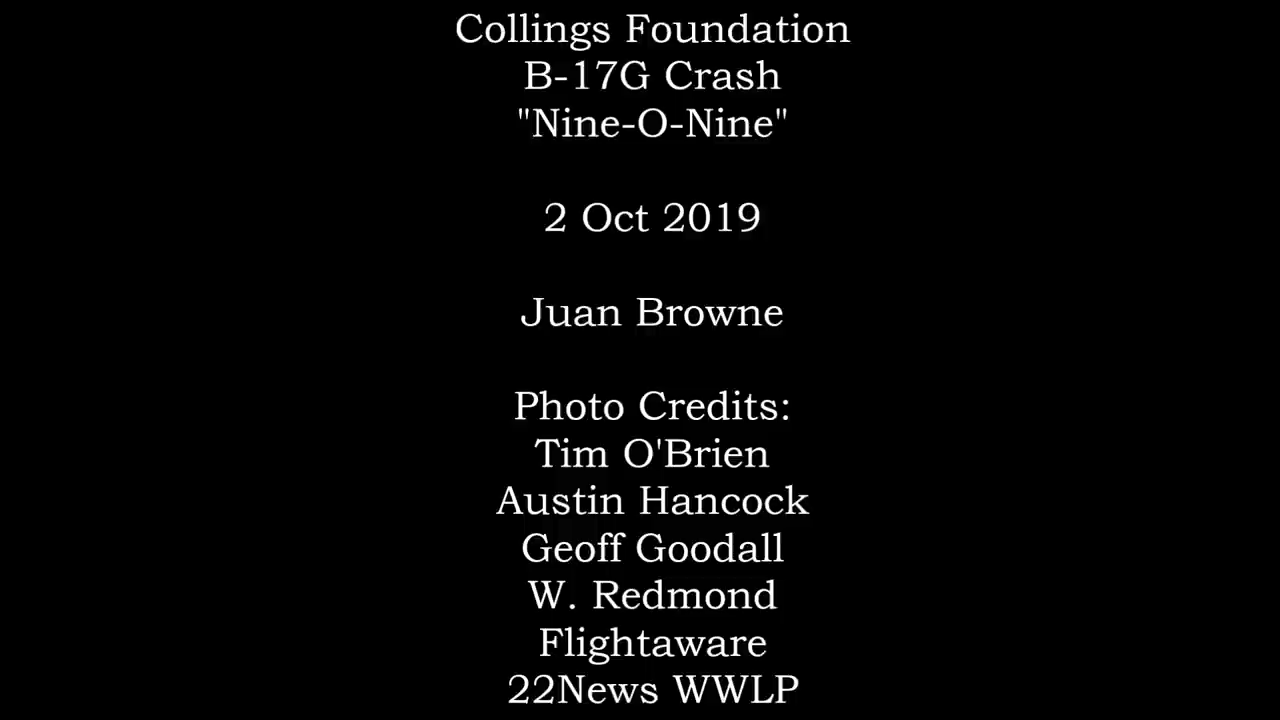 Collings Foundation
B-17G Crash
"Nine-O-Nine"
2 Oct 2019
Juan Browne
Photo Credits:
Tim O'Brien
Austin Hancock
Geoff Goodall
W. Redmond
Flightaware
22News WWLP